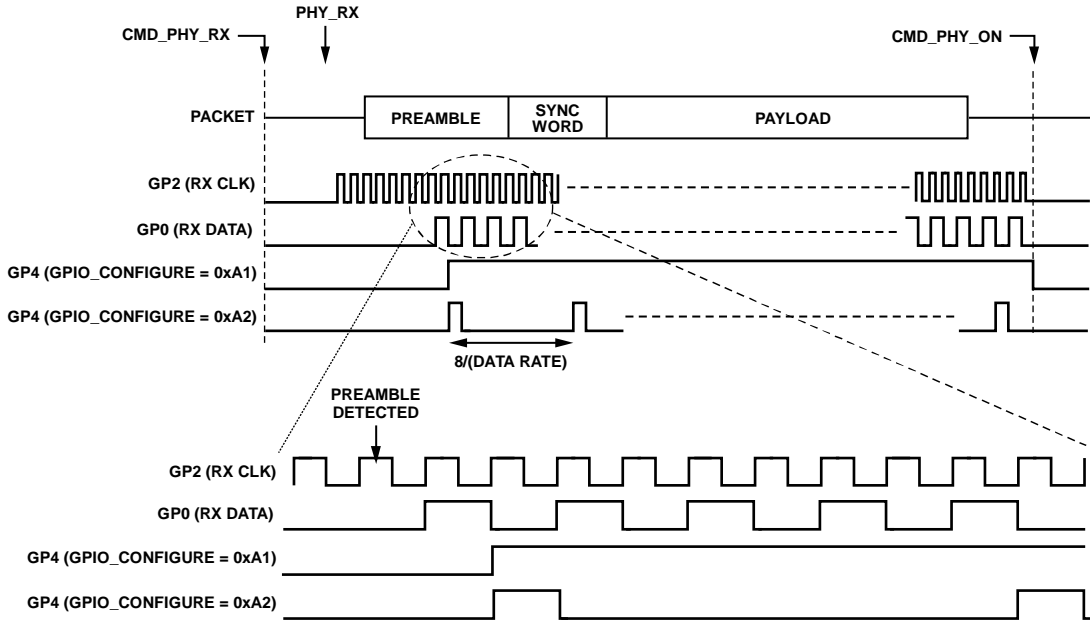 PHY_RX
CMD_PHY_RX
CMD_PHY_ON
PACKET
PREAMBLE
SYNC
WORD
PAYLOAD
GP2 (RX CLK)
GP0 (RX DATA)
GP4 (GPIO_CONFIGURE = 0xA1)
GP4 (GPIO_CONFIGURE = 0xA2)
8/(DATA RATE)
PREAMBLE
DETECTED
GP2 (RX CLK)
GP0 (RX DATA)
GP4 (GPIO_CONFIGURE = 0xA1)
GP4 (GPIO_CONFIGURE = 0xA2)